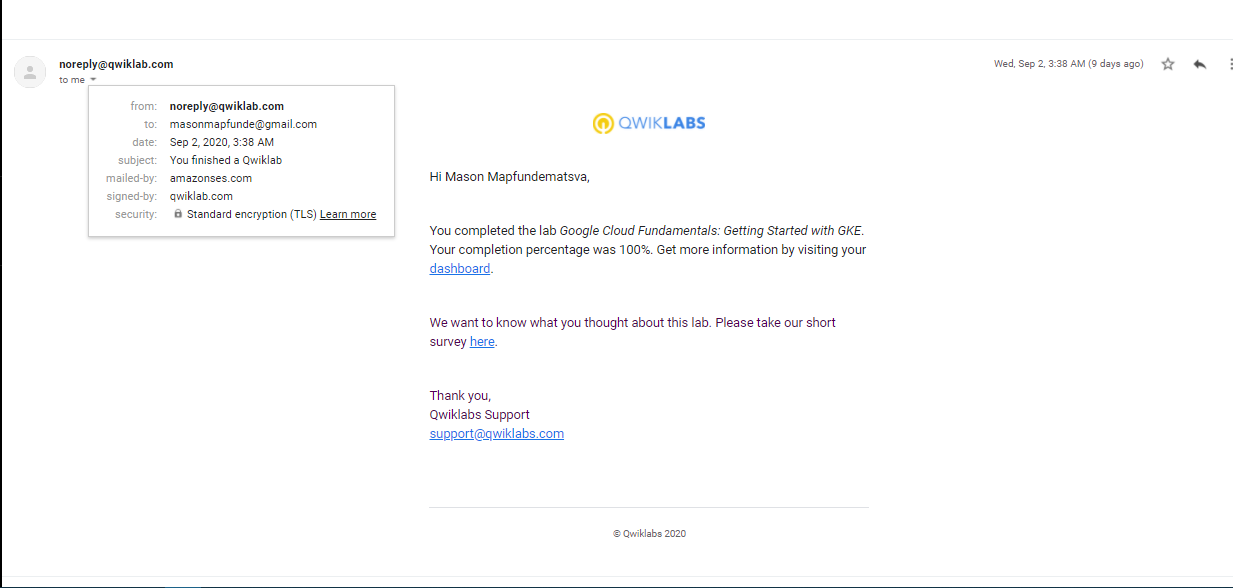 noreply@qwiklab.com
Wed, Sep 2, 3:38 AM (9 days ago)
to me
from: noreply@qwiklab.com
to: masonmapfunde@gmail.com
date: Sep 2, 2020, 3:38 AM
subject: You finished a Qwiklab
mailed-by: amazonses.com
signed-by: qwiklab.com
security: Standard encryption (TLS) Learn more
QWIKLABS
Hi Mason Mapfundematsva,
You completed the lab Google Cloud Fundamentals: Getting Started with GKE.
Your completion percentage was 100%. Get more information by visiting your
dashboard.
We want to know what you thought about this lab. Please take our short
survey here.
Thank you,
Qwiklabs Support
support@qwiklabs.com
© Qwiklabs 2020